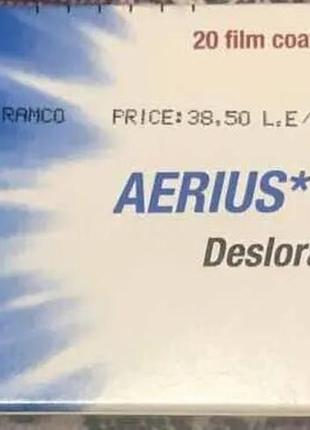 20 film coa
RAMCO PRICE:38.50 L.E/
AERIUS*
Deslora